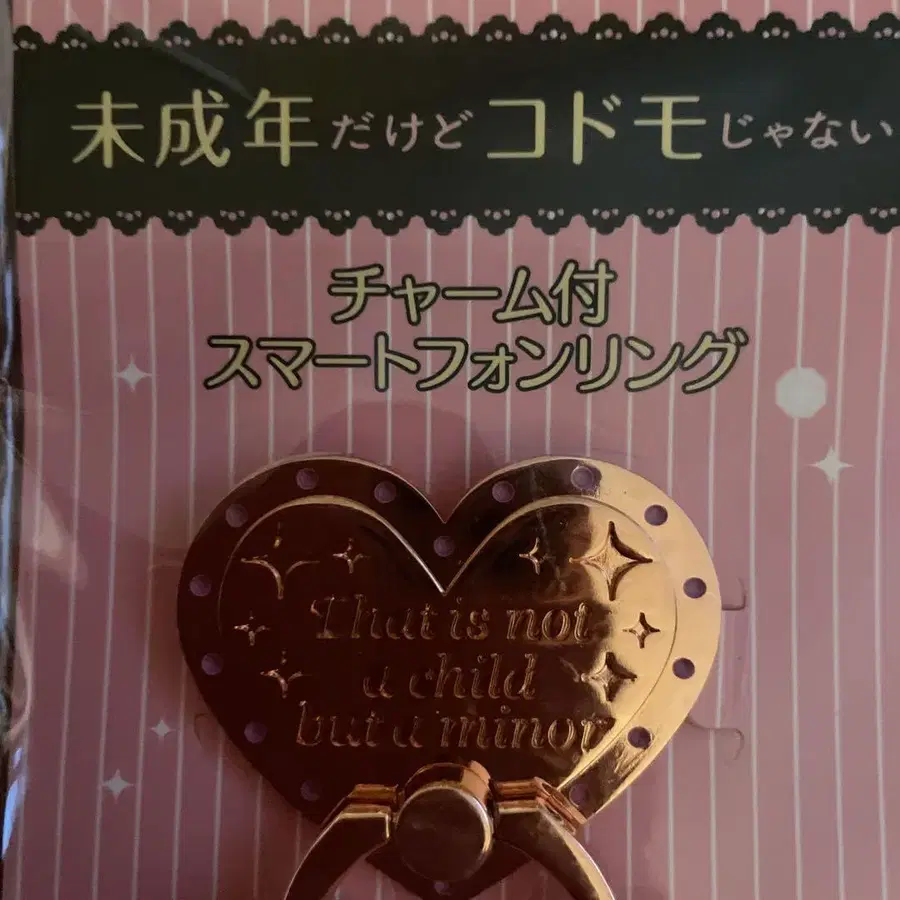 未成年だけどコドモじゃない
チャーム付
スマートフォンリング
That is not
a child
but a minor